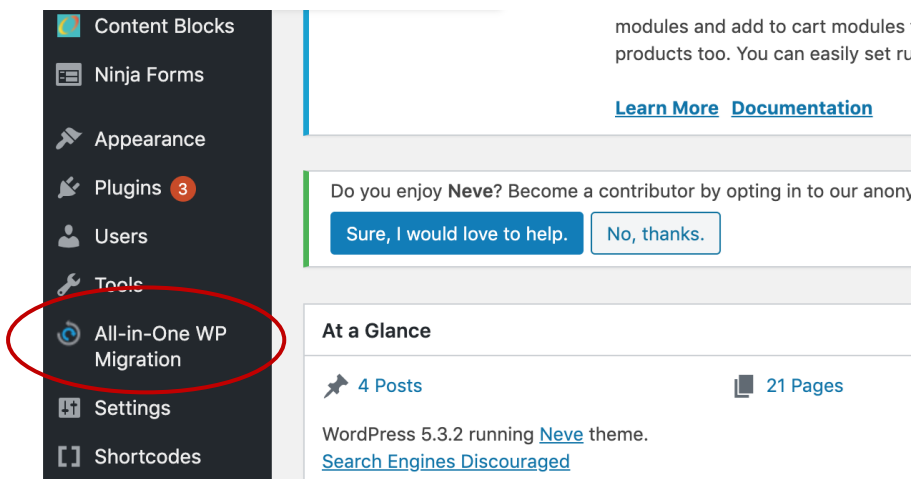 Content Blocks
Ninja Forms
Appearance
Plugins 3
Users
Tools
All-in-One WP
Migration
Settings
Shortcodes
modules and add to cart modules
products too. You can easily set ru
Learn More Documentation
Do you enjoy Neve? Become a contributor by opting in to our anony
Sure, I would love to help. No, thanks.
At a Glance
4 Posts 21 Pages
WordPress 5.3.2 running Neve theme.
Search Engines Discouraged